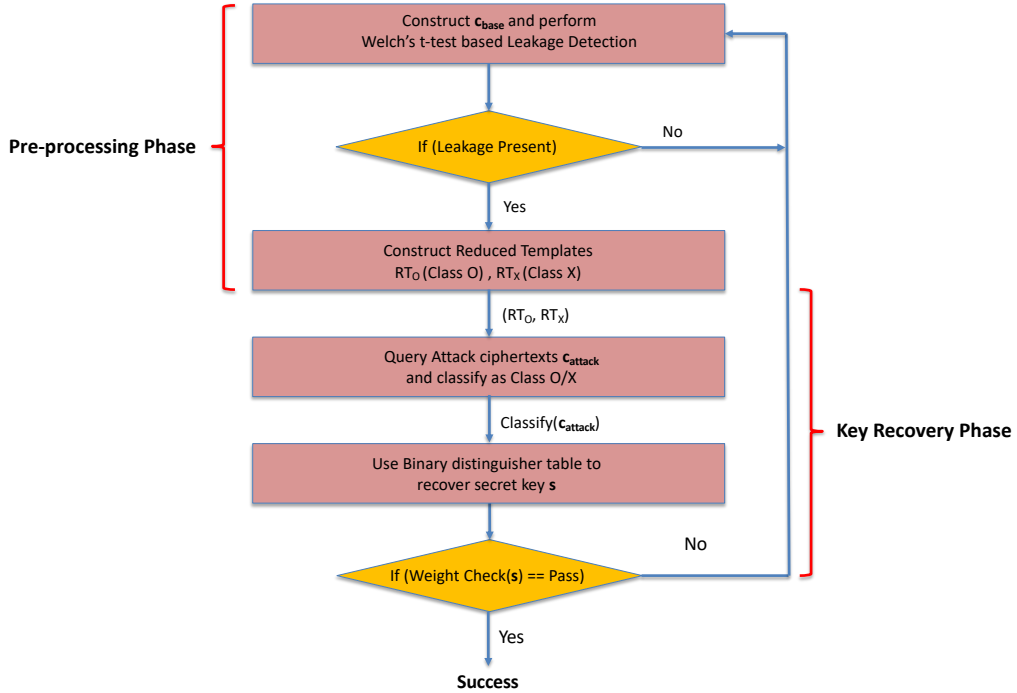 Construct c_base and perform
Welch's t-test based Leakage Detection
Pre-processing Phase
If (Leakage Present)
No
Yes
Construct Reduced Templates
RT_O (Class O) , RT_X (Class X)
(RT_O, RT_X)
Query Attack ciphertexts c_attack
and classify as Class O/X
Classify(c_attack)
Key Recovery Phase
Use Binary distinguisher table to
recover secret key s
No
If (Weight Check(s) == Pass)
Yes
Success